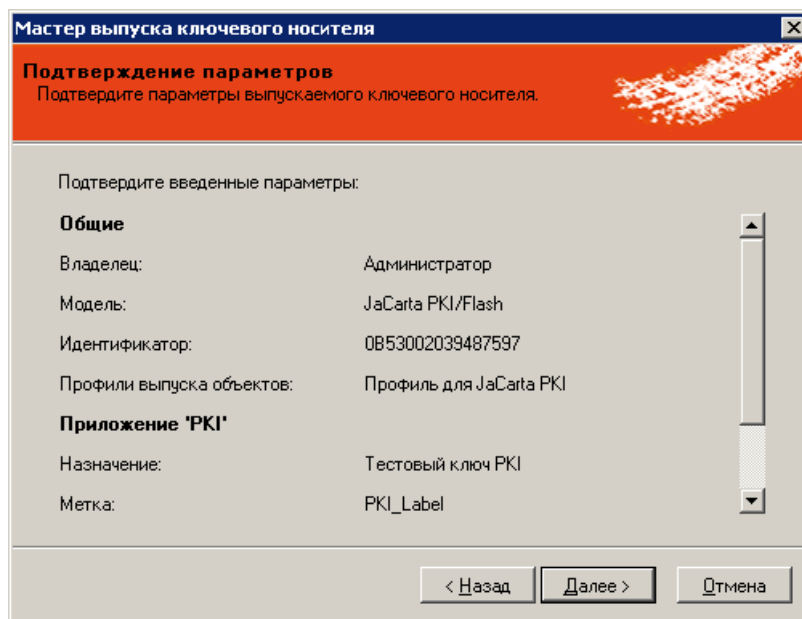 Мастер выпуска ключевого носителя
Подтверждение параметров
Подтвердите параметры выпускаемого ключевого носителя.
Подтвердите введенные параметры:
Общие
Владелец: Администратор
Модель: JaCarta PKI/Flash
Идентификатор: 0B53002039487597
Профили выпуска объектов: Профиль для JaCarta PKI
Приложение 'PKI'
Назначение: Тестовый ключ PKI
Метка: PKI_Label
< Назад Далее > Отмена